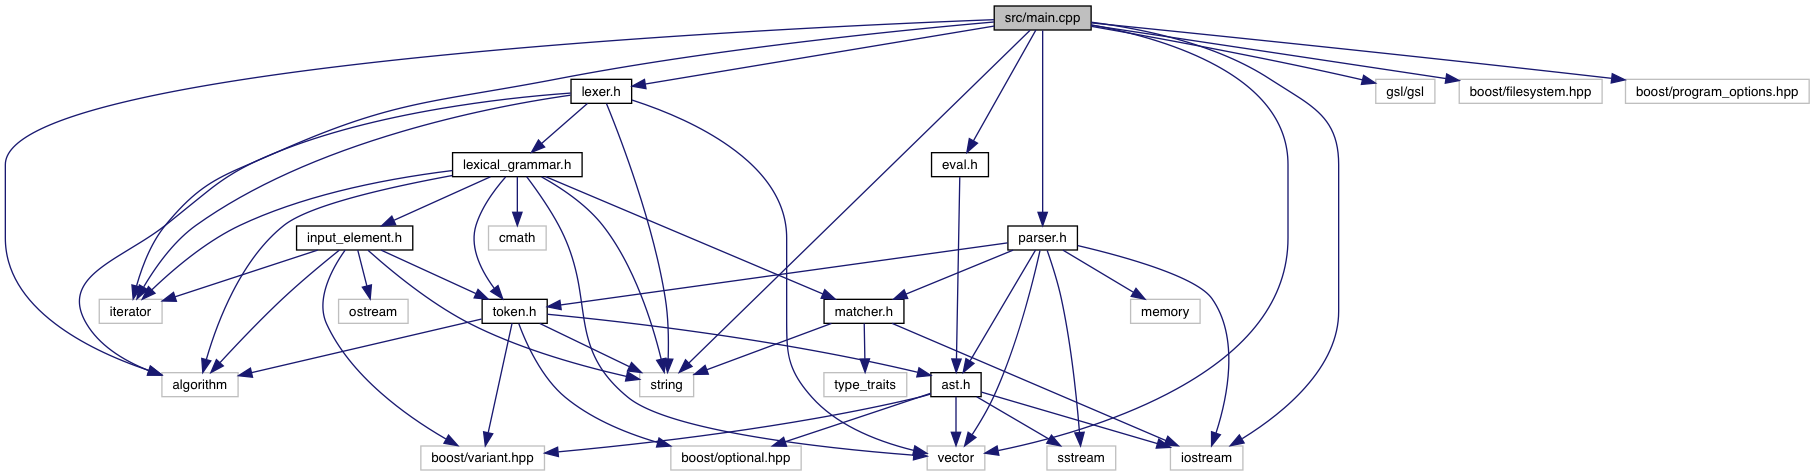 src/main.cpp
lexer.h
gsl/gsl
boost/filesystem.hpp
boost/program_options.hpp
lexical_grammar.h
eval.h
input_element.h
cmath
parser.h
iterator
ostream
token.h
matcher.h
memory
algorithm
string
type_traits
ast.h
boost/variant.hpp
boost/optional.hpp
vector
sstream
iostream